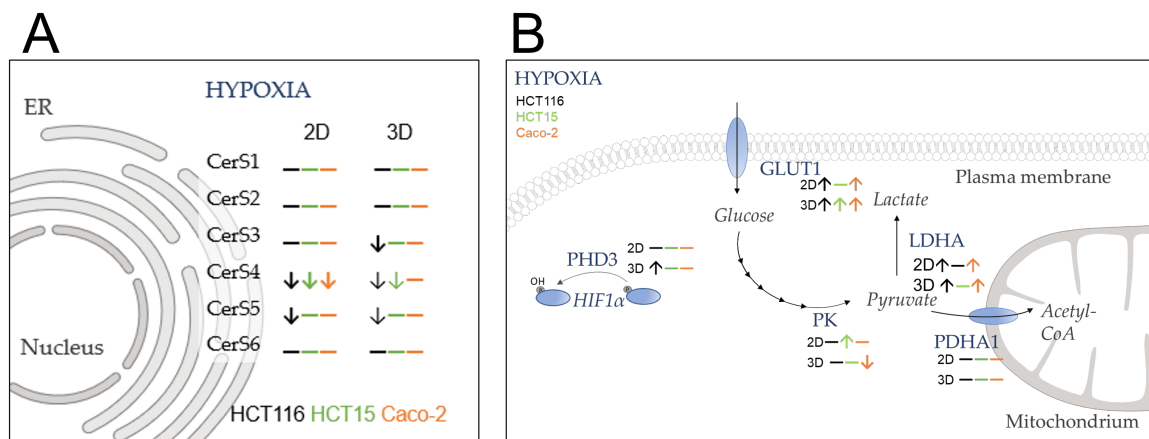 A
HYPOXIA
ER
2D 3D
CerS1
CerS2
CerS3
CerS4
CerS5
CerS6
Nucleus
HCT116 HCT15 Caco-2
B
HYPOXIA
HCT116
HCT15
Caco-2
GLUT1
2D
3D
Plasma membrane
Glucose
Lactate
LDHA
2D
3D
PHD3
2D
3D
OH
P
HIF1α
P
Pyruvate
PK
2D
3D
Acetyl-
CoA
PDHA1
2D
3D
Mitochondrium